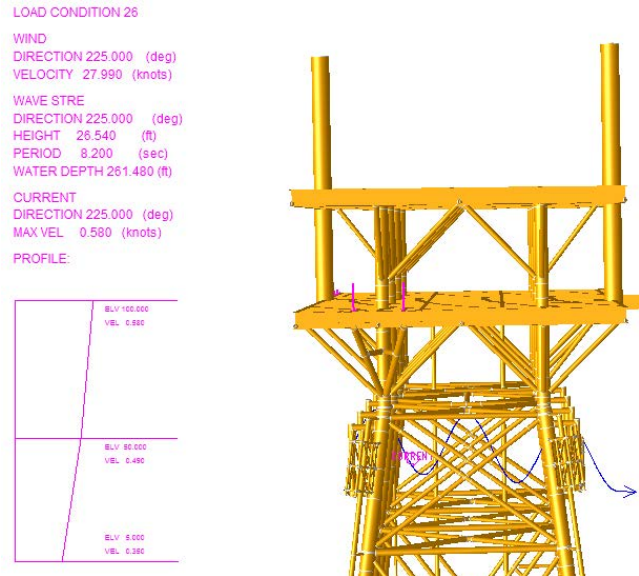 LOAD CONDITION 26
WIND
DIRECTION 225.000 (deg)
VELOCITY 27.990 (knots)
WAVE STRE
DIRECTION 225.000 (deg)
HEIGHT 26.540 (ft)
PERIOD 8.200 (sec)
WATER DEPTH 261.480 (ft)
CURRENT
DIRECTION 225.000 (deg)
MAX VEL 0.580 (knots)
PROFILE:
ELV 100.000
VEL 0.580
ELV 50.000
VEL 0.490
ELV 5.000
VEL 0.360
CURRENT